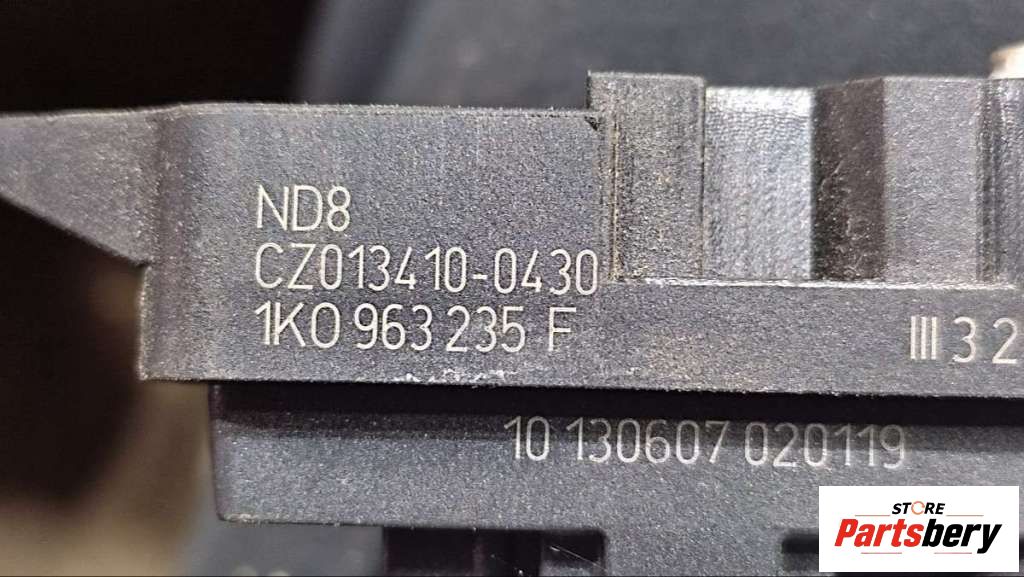 ND8
CZ013410-0430
1K0 963 235 F
III 3 2
10 130607 020119
STORE
Partsbery